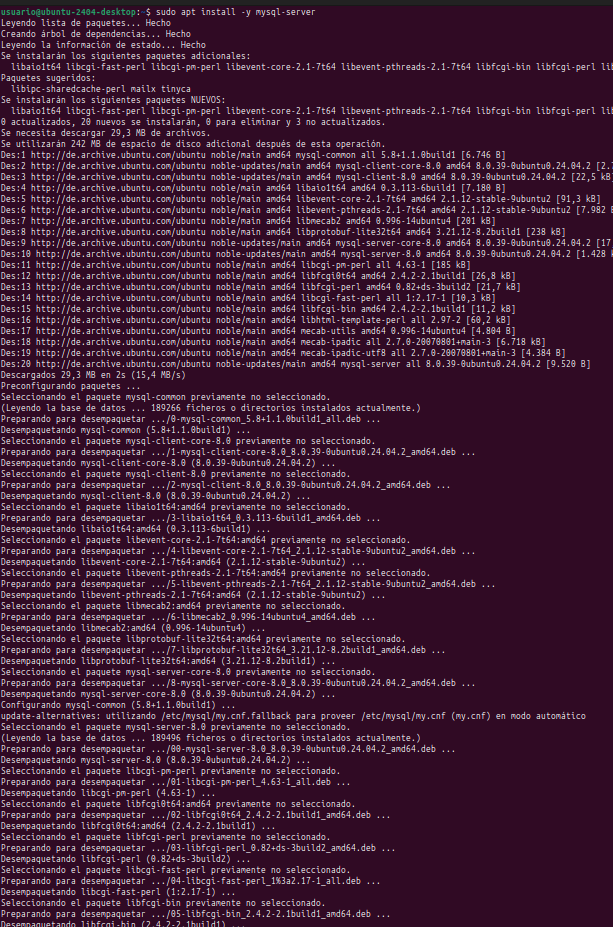 usuario@ubuntu-2404-desktop:~$ sudo apt install -y mysql-server
Leyendo lista de paquetes... Hecho
Creando árbol de dependencias... Hecho
Leyendo la información de estado... Hecho
Se instalarán los siguientes paquetes adicionales:
  libaio1t64 libcgi-fast-perl libcgi-pm-perl libevent-core-2.1-7t64 libevent-pthreads-2.1-7t64 libfcgi-bin libfcgi-perl lib
Paquetes sugeridos:
  libipc-sharedcache-perl mailx tinyca
Se instalarán los siguientes paquetes NUEVOS:
  libaio1t64 libcgi-fast-perl libcgi-pm-perl libevent-core-2.1-7t64 libevent-pthreads-2.1-7t64 libfcgi-bin libfcgi-perl lib
0 actualizados, 20 nuevos se instalarán, 0 para eliminar y 3 no actualizados.
Se necesita descargar 29,3 MB de archivos.
Se utilizarán 242 MB de espacio de disco adicional después de esta operación.
Des:1 http://de.archive.ubuntu.com/ubuntu noble/main amd64 mysql-common all 5.8+1.1.0build1 [6.746 B]
Des:2 http://de.archive.ubuntu.com/ubuntu noble-updates/main amd64 mysql-client-core-8.0 amd64 8.0.39-0ubuntu0.24.04.2 [2.
Des:3 http://de.archive.ubuntu.com/ubuntu noble-updates/main amd64 mysql-client-8.0 amd64 8.0.39-0ubuntu0.24.04.2 [22,5 kB]
Des:4 http://de.archive.ubuntu.com/ubuntu noble/main amd64 libaio1t64 amd64 0.3.113-6build1 [7.180 B]
Des:5 http://de.archive.ubuntu.com/ubuntu noble/main amd64 libevent-core-2.1-7t64 amd64 2.1.12-stable-9ubuntu2 [91,3 kB]
Des:6 http://de.archive.ubuntu.com/ubuntu noble/main amd64 libevent-pthreads-2.1-7t64 amd64 2.1.12-stable-9ubuntu2 [7.982 B
Des:7 http://de.archive.ubuntu.com/ubuntu noble/main amd64 libmecab2 amd64 0.996-14ubuntu4 [201 kB]
Des:8 http://de.archive.ubuntu.com/ubuntu noble/main amd64 libprotobuf-lite32t64 amd64 3.21.12-8.2build1 [238 kB]
Des:9 http://de.archive.ubuntu.com/ubuntu noble-updates/main amd64 mysql-server-core-8.0 amd64 8.0.39-0ubuntu0.24.04.2 [17
Des:10 http://de.archive.ubuntu.com/ubuntu noble-updates/main amd64 mysql-server-8.0 amd64 8.0.39-0ubuntu0.24.04.2 [1.428 k
Des:11 http://de.archive.ubuntu.com/ubuntu noble/main amd64 libcgi-pm-perl all 4.63-1 [185 kB]
Des:12 http://de.archive.ubuntu.com/ubuntu noble/main amd64 libfcgi0t64 amd64 2.4.2-2.1build1 [26,8 kB]
Des:13 http://de.archive.ubuntu.com/ubuntu noble/main amd64 libfcgi-perl amd64 0.82+ds-3build2 [21,7 kB]
Des:14 http://de.archive.ubuntu.com/ubuntu noble/main amd64 libcgi-fast-perl all 1:2.17-1 [10,3 kB]
Des:15 http://de.archive.ubuntu.com/ubuntu noble/main amd64 libfcgi-bin amd64 2.4.2-2.1build1 [11,2 kB]
Des:16 http://de.archive.ubuntu.com/ubuntu noble/main amd64 libhtml-template-perl all 2.97-2 [60,2 kB]
Des:17 http://de.archive.ubuntu.com/ubuntu noble/main amd64 mecab-utils amd64 0.996-14ubuntu4 [4.804 B]
Des:18 http://de.archive.ubuntu.com/ubuntu noble/main amd64 mecab-ipadic all 2.7.0-20070801+main-3 [6.718 kB]
Des:19 http://de.archive.ubuntu.com/ubuntu noble/main amd64 mecab-ipadic-utf8 all 2.7.0-20070801+main-3 [4.384 B]
Des:20 http://de.archive.ubuntu.com/ubuntu noble-updates/main amd64 mysql-server all 8.0.39-0ubuntu0.24.04.2 [9.520 B]
Descargados 29,3 MB en 2s (15,4 MB/s)
Preconfigurando paquetes ...
Seleccionando el paquete mysql-common previamente no seleccionado.
(Leyendo la base de datos ... 189266 ficheros o directorios instalados actualmente.)
Preparando para desempaquetar .../0-mysql-common_5.8+1.1.0build1_all.deb ...
Desempaquetando mysql-common (5.8+1.1.0build1) ...
Seleccionando el paquete mysql-client-core-8.0 previamente no seleccionado.
Preparando para desempaquetar .../1-mysql-client-core-8.0_8.0.39-0ubuntu0.24.04.2_amd64.deb ...
Desempaquetando mysql-client-core-8.0 (8.0.39-0ubuntu0.24.04.2) ...
Seleccionando el paquete mysql-client-8.0 previamente no seleccionado.
Preparando para desempaquetar .../2-mysql-client-8.0_8.0.39-0ubuntu0.24.04.2_amd64.deb ...
Desempaquetando mysql-client-8.0 (8.0.39-0ubuntu0.24.04.2) ...
Seleccionando el paquete libaio1t64:amd64 previamente no seleccionado.
Preparando para desempaquetar .../3-libaio1t64_0.3.113-6build1_amd64.deb ...
Desempaquetando libaio1t64:amd64 (0.3.113-6build1) ...
Seleccionando el paquete libevent-core-2.1-7t64:amd64 previamente no seleccionado.
Preparando para desempaquetar .../4-libevent-core-2.1-7t64_2.1.12-stable-9ubuntu2_amd64.deb ...
Desempaquetando libevent-core-2.1-7t64:amd64 (2.1.12-stable-9ubuntu2) ...
Seleccionando el paquete libevent-pthreads-2.1-7t64:amd64 previamente no seleccionado.
Preparando para desempaquetar .../5-libevent-pthreads-2.1-7t64_2.1.12-stable-9ubuntu2_amd64.deb ...
Desempaquetando libevent-pthreads-2.1-7t64:amd64 (2.1.12-stable-9ubuntu2) ...
Seleccionando el paquete libmecab2:amd64 previamente no seleccionado.
Preparando para desempaquetar .../6-libmecab2_0.996-14ubuntu4_amd64.deb ...
Desempaquetando libmecab2:amd64 (0.996-14ubuntu4) ...
Seleccionando el paquete libprotobuf-lite32t64:amd64 previamente no seleccionado.
Preparando para desempaquetar .../7-libprotobuf-lite32t64_3.21.12-8.2build1_amd64.deb ...
Desempaquetando libprotobuf-lite32t64:amd64 (3.21.12-8.2build1) ...
Seleccionando el paquete mysql-server-core-8.0 previamente no seleccionado.
Preparando para desempaquetar .../8-mysql-server-core-8.0_8.0.39-0ubuntu0.24.04.2_amd64.deb ...
Desempaquetando mysql-server-core-8.0 (8.0.39-0ubuntu0.24.04.2) ...
Configurando mysql-common (5.8+1.1.0build1) ...
update-alternatives: utilizando /etc/mysql/my.cnf.fallback para proveer /etc/mysql/my.cnf (my.cnf) en modo automático
Seleccionando el paquete mysql-server-8.0 previamente no seleccionado.
(Leyendo la base de datos ... 189496 ficheros o directorios instalados actualmente.)
Preparando para desempaquetar .../00-mysql-server-8.0_8.0.39-0ubuntu0.24.04.2_amd64.deb ...
Desempaquetando mysql-server-8.0 (8.0.39-0ubuntu0.24.04.2) ...
Seleccionando el paquete libcgi-pm-perl previamente no seleccionado.
Preparando para desempaquetar .../01-libcgi-pm-perl_4.63-1_all.deb ...
Desempaquetando libcgi-pm-perl (4.63-1) ...
Seleccionando el paquete libfcgi0t64:amd64 previamente no seleccionado.
Preparando para desempaquetar .../02-libfcgi0t64_2.4.2-2.1build1_amd64.deb ...
Desempaquetando libfcgi0t64:amd64 (2.4.2-2.1build1) ...
Seleccionando el paquete libfcgi-perl previamente no seleccionado.
Preparando para desempaquetar .../03-libfcgi-perl_0.82+ds-3build2_amd64.deb ...
Desempaquetando libfcgi-perl (0.82+ds-3build2) ...
Seleccionando el paquete libcgi-fast-perl previamente no seleccionado.
Preparando para desempaquetar .../04-libcgi-fast-perl_1%3a2.17-1_all.deb ...
Desempaquetando libcgi-fast-perl (1:2.17-1) ...
Seleccionando el paquete libfcgi-bin previamente no seleccionado.
Preparando para desempaquetar .../05-libfcgi-bin_2.4.2-2.1build1_amd64.deb ...
Desempaquetando libfcgi-bin (2.4.2-2.1build1) ...